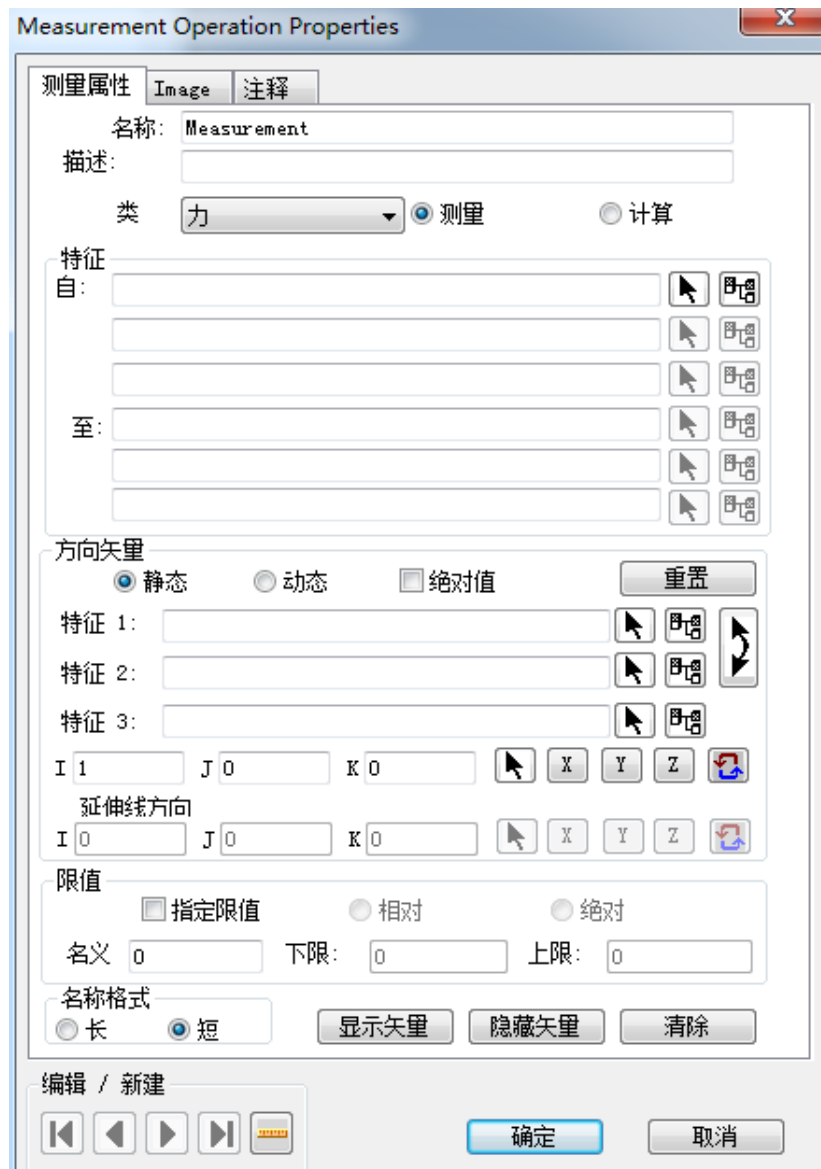 Measurement Operation Properties
测量属性 Image 注释
名称: Measurement
描述:
类 力 测量 计算
特征
自:
至:
方向矢量
静态 动态 绝对值 重置
特征 1:
特征 2:
特征 3:
I 1 J 0 K 0 X Y Z
延伸线方向
I 0 J 0 K 0 X Y Z
限值
指定限值 相对 绝对
名义 0 下限: 0 上限: 0
名称格式
长 短 显示矢量 隐藏矢量 清除
编辑 / 新建
确定 取消